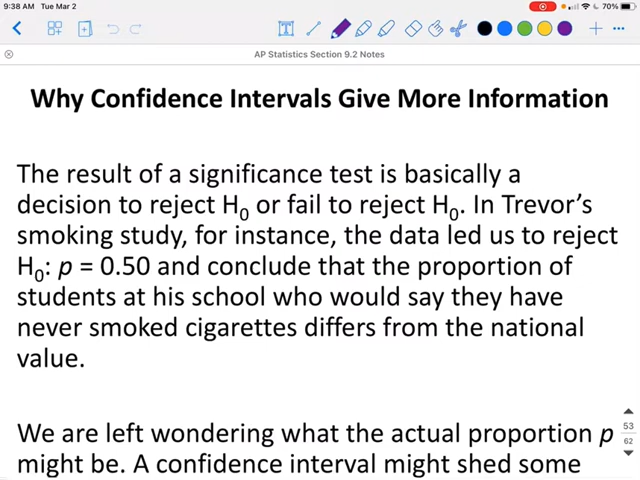 9:38 AM Tue Mar 2
70%
AP Statistics Section 9.2 Notes
Why Confidence Intervals Give More Information
The result of a significance test is basically a
decision to reject H₀ or fail to reject H₀. In Trevor's
smoking study, for instance, the data led us to reject
H₀: p = 0.50 and conclude that the proportion of
students at his school who would say they have
never smoked cigarettes differs from the national
value.
We are left wondering what the actual proportion p
might be. A confidence interval might shed some
53
62